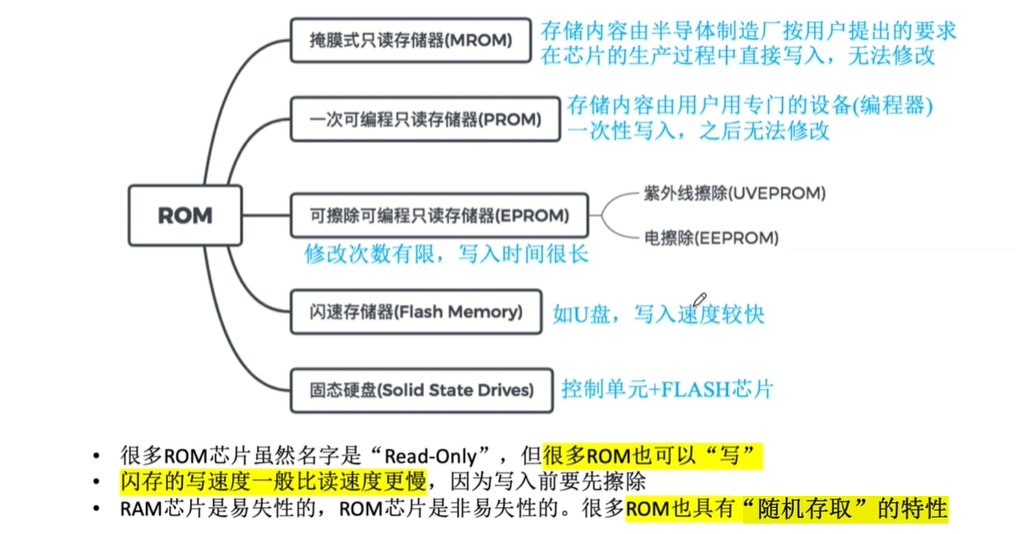 掩膜式只读存储器(MROM)
存储内容由半导体制造厂按用户提出的要求
在芯片的生产过程中直接写入，无法修改
一次可编程只读存储器(PROM)
存储内容由用户用专门的设备(编程器)
一次性写入，之后无法修改
ROM
可擦除可编程只读存储器(EPROM)
紫外线擦除(UVEPROM)
电擦除(EEPROM)
修改次数有限，写入时间很长
闪速存储器(Flash Memory)
如U盘，写入速度较快
固态硬盘(Solid State Drives)
控制单元+FLASH芯片
• 很多ROM芯片虽然名字是“Read-Only”，但很多ROM也可以“写”
• 闪存的写速度一般比读速度更慢，因为写入前要先擦除
• RAM芯片是易失性的，ROM芯片是非易失性的。很多ROM也具有“随机存取”的特性